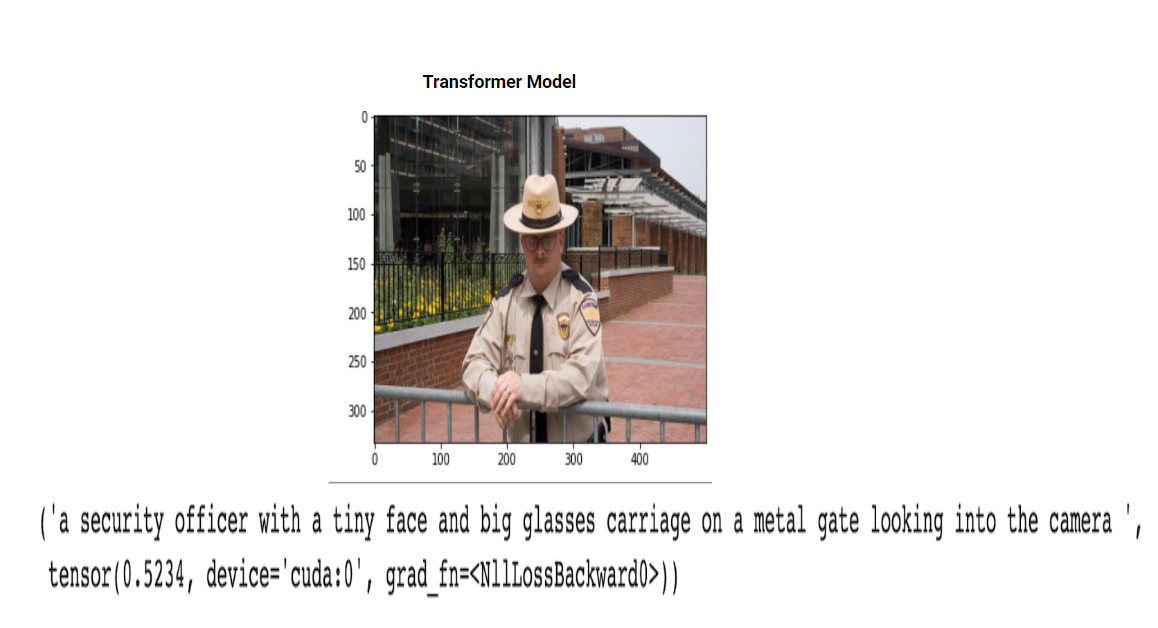 Transformer Model
0
50
100
150
200
250
300
0 100 200 300 400
('a security officer with a tiny face and big glasses carriage on a metal gate looking into the camera ',
tensor(0.5234, device='cuda:0', grad_fn=<NllLossBackward0>))